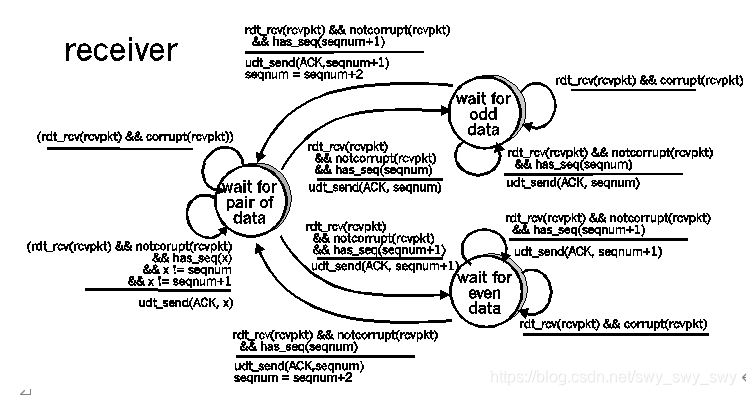 receiver
rdt_rcv(rcvpkt) && notcorrupt(rcvpkt)
&& has_seq(seqnum+1)
udt_send(ACK,seqnum+1)
seqnum = seqnum+2
wait for
odd
data
rdt_rcv(rcvpkt) && corrupt(rcvpkt)
(rdt_rcv(rcvpkt) && corrupt(rcvpkt))
rdt_rcv(rcvpkt)
&& notcorrupt(rcvpkt)
&& has_seq(seqnum)
udt_send(ACK, seqnum)
rdt_rcv(rcvpkt) && notcorrupt(rcvpkt)
&& has_seq(seqnum)
udt_send(ACK, seqnum)
wait for
pair of
data
(rdt_rcv(rcvpkt) && notcorupt(rcvpkt)
&& has_seq(x)
&& x != seqnum
&& x != seqnum+1
udt_send(ACK, x)
rdt_rcv(rcvpkt)
&& notcorrupt(rcvpkt)
&& has_seq(seqnum+1)
udt_send(ACK, seqnum+1)
rdt_rcv(rcvpkt) && notcorrupt(rcvpkt)
&& has_seq(seqnum+1)
udt_send(ACK, seqnum+1)
wait for
even
data
rdt_rcv(rcvpkt) && corrupt(rcvpkt)
rdt_rcv(rcvpkt) && notcorrupt(rcvpkt)
&& has_seq(seqnum)
udt_send(ACK,seqnum)
seqnum = seqnum+2
https://blog.csdn.net/swy_swy_swy